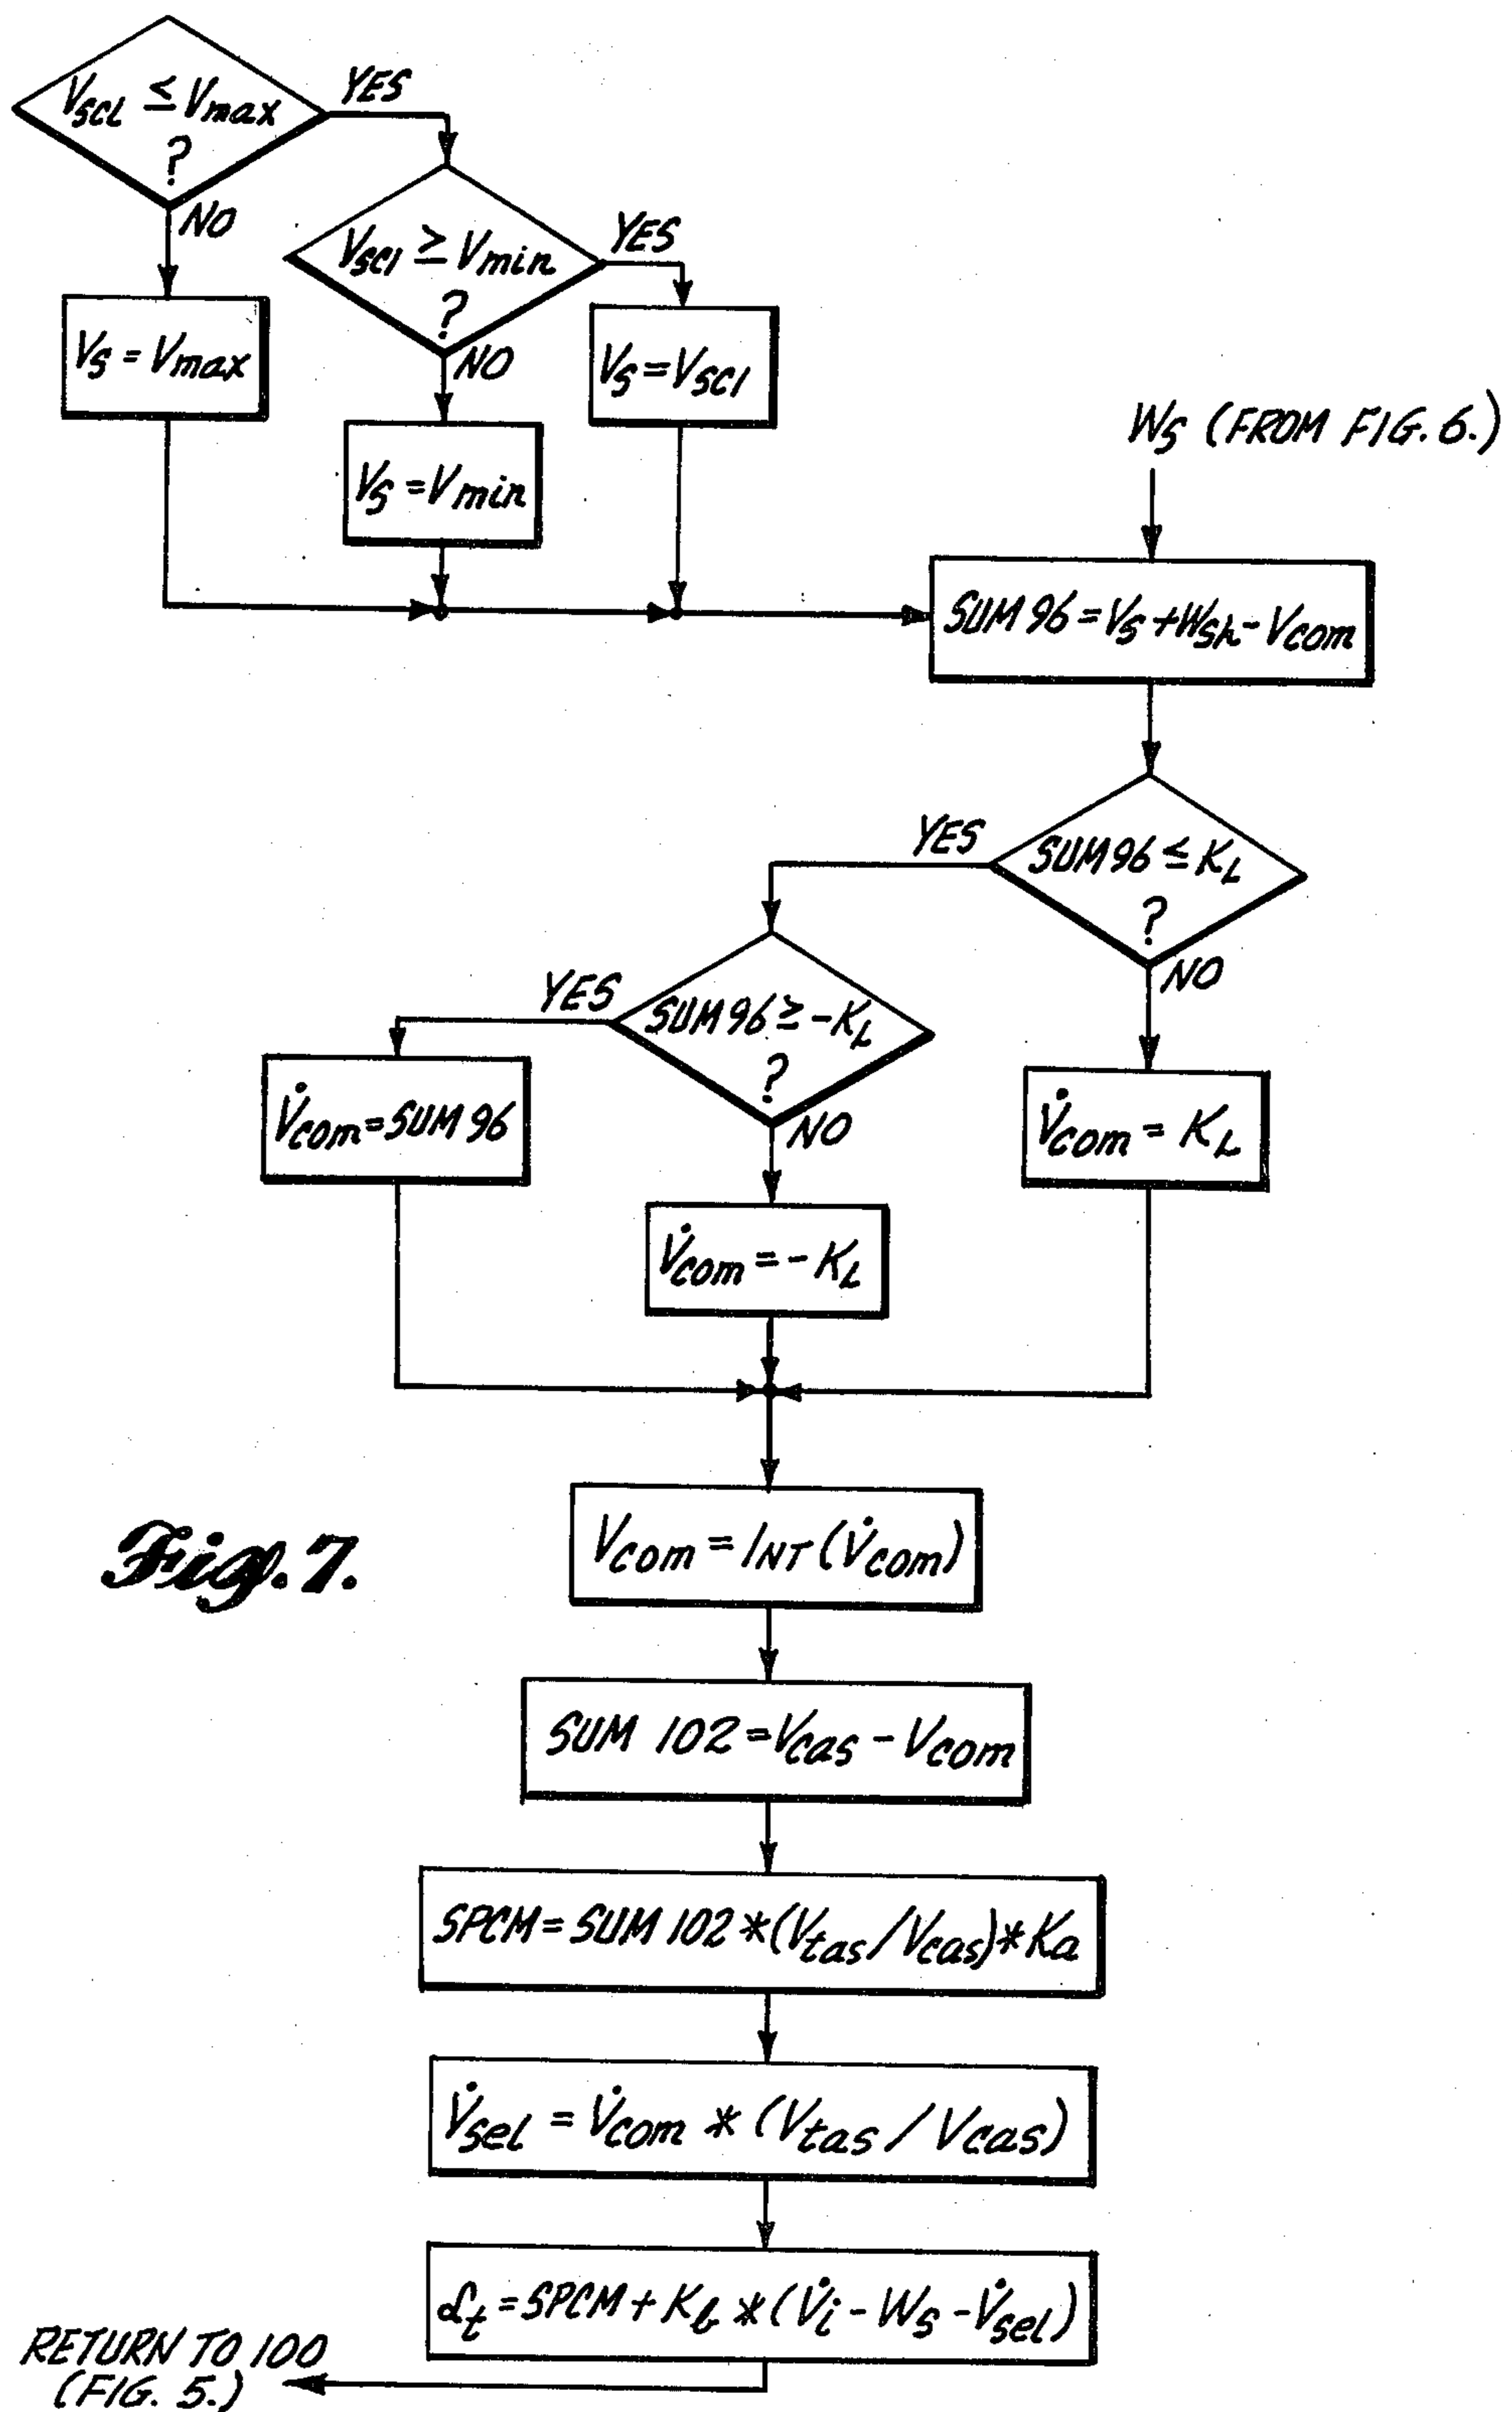 V_SCL ≤ V_max
?
YES
NO
V_SCI ≥ V_min
?
YES
NO
V_S = V_max
V_S = V_SCI
V_S = V_min
W_S (FROM FIG. 6.)
SUM 96 = V_S + W_Sh - V_com
SUM 96 ≤ K_L
?
YES
NO
SUM 96 ≥ -K_L
?
YES
NO
V̇_com = SUM 96
V̇_com = K_L
V̇_com = - K_L
V_com = INT (V̇_com)
Fig. 7.
SUM 102 = V_cas - V_com
SPCM = SUM 102 * (V_tas / V_cas) * K_a
V̇_sel = V̇_com * (V_tas / V_cas)
α_t = SPCM + K_b * (V̇_i - W_S - V̇_sel)
RETURN TO 100
(FIG. 5.)